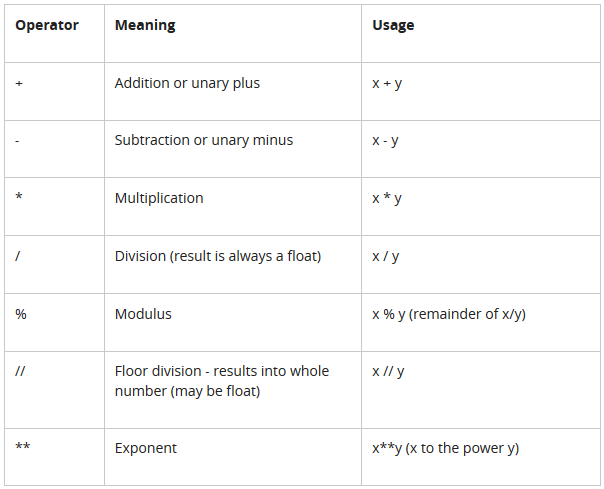 Operator Meaning Usage
+ Addition or unary plus x + y
- Subtraction or unary minus x - y
* Multiplication x * y
/ Division (result is always a float) x / y
% Modulus x % y (remainder of x/y)
// Floor division - results into whole x // y
number (may be float)
** Exponent x**y (x to the power y)